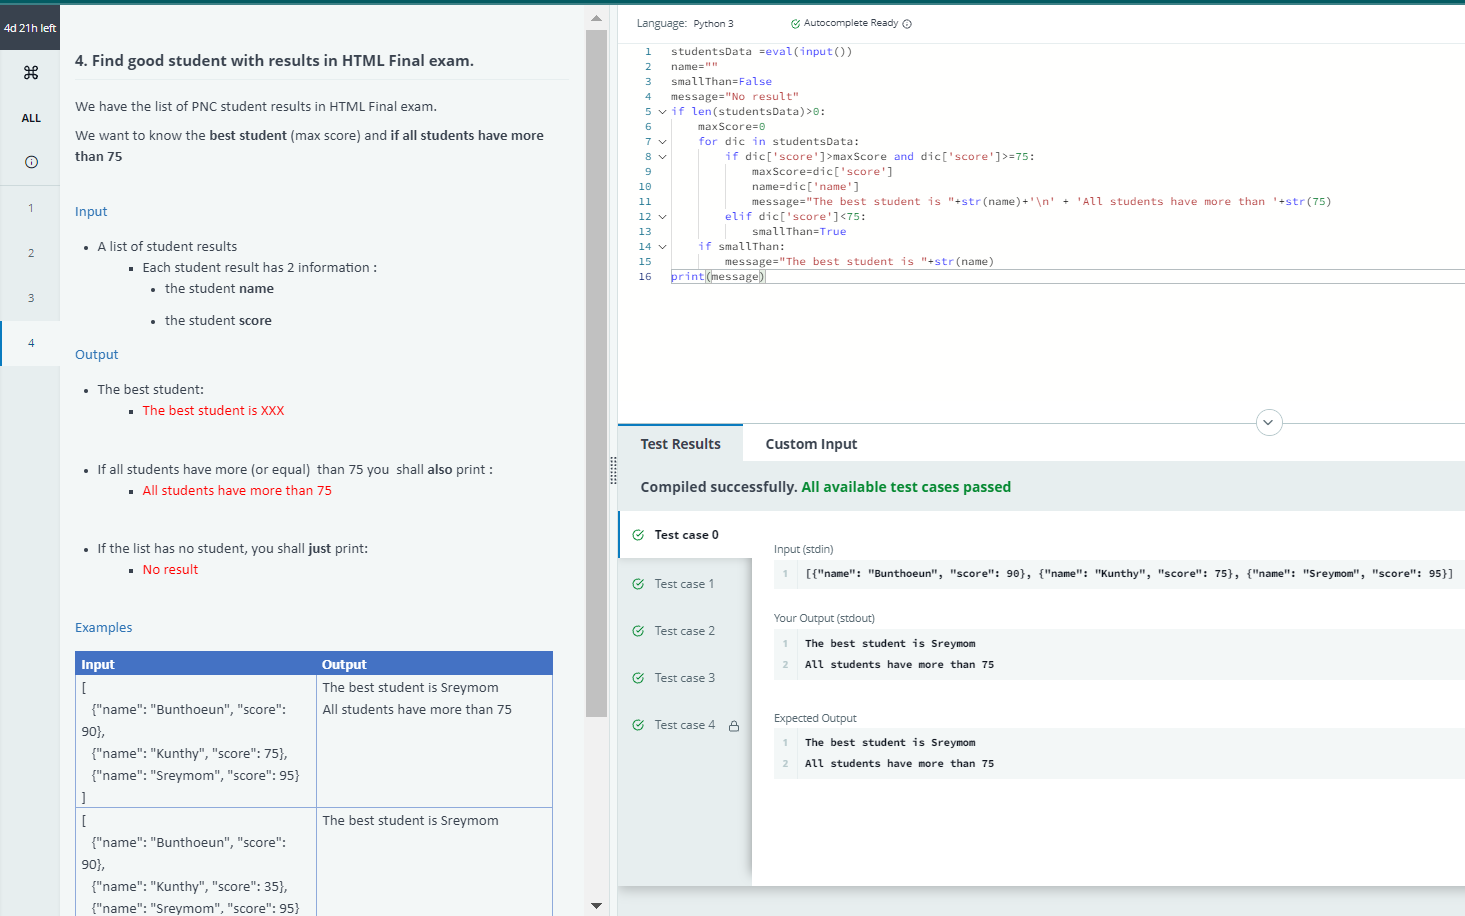 4d 21h left
ALL
1
2
3
4
4. Find good student with results in HTML Final exam.
We have the list of PNC student results in HTML Final exam.
We want to know the best student (max score) and if all students have more
than 75
Input
A list of student results
Each student result has 2 information :
the student name
the student score
Output
The best student:
The best student is XXX
If all students have more (or equal)  than 75 you  shall also print :
All students have more than 75
If the list has no student, you shall just print:
No result
Examples
Input Output
[
{"name": "Bunthoeun", "score":
90},
{"name": "Kunthy", "score": 75},
{"name": "Sreymom", "score": 95}
]
The best student is Sreymom
All students have more than 75
[
{"name": "Bunthoeun", "score":
90},
{"name": "Kunthy", "score": 35},
{"name": "Sreymom", "score": 95}
The best student is Sreymom
Language: Python 3 Autocomplete Ready
1 studentsData =eval(input())
2 name=""
3 smallThan=False
4 message="No result"
5 if len(studentsData)>0:
6 maxScore=0
7 for dic in studentsData:
8 if dic['score']>maxScore and dic['score']>=75:
9 maxScore=dic['score']
10 name=dic['name']
11 message="The best student is "+str(name)+'\n' + 'All students have more than '+str(75)
12 elif dic['score']<75:
13 smallThan=True
14 if smallThan:
15 message="The best student is "+str(name)
16 print(message)
Test Results Custom Input
Compiled successfully. All available test cases passed
Test case 0
Test case 1
Test case 2
Test case 3
Test case 4
Input (stdin)
1 [{"name": "Bunthoeun", "score": 90}, {"name": "Kunthy", "score": 75}, {"name": "Sreymom", "score": 95}]
Your Output (stdout)
1 The best student is Sreymom
2 All students have more than 75
Expected Output
1 The best student is Sreymom
2 All students have more than 75